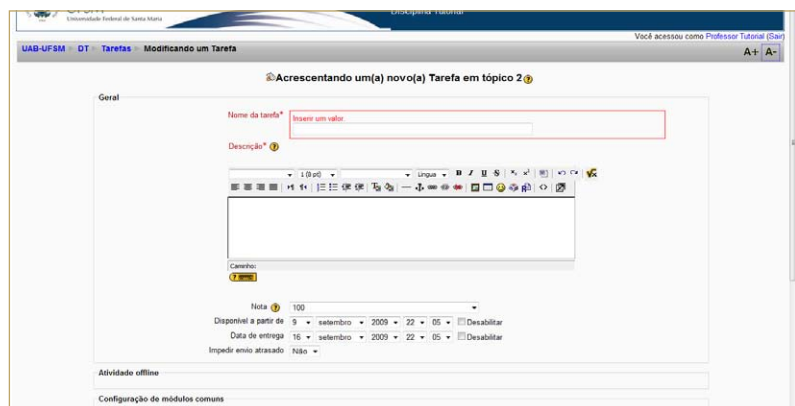 Universidade Federal de Santa Maria
Disciplina Tutorial
Você acessou como Professor Tutorial (Sair)
UAB-UFSM ► DT ► Tarefas ► Modificando um Tarefa
A+ A-
Acrescentando um(a) novo(a) Tarefa em tópico 2
Geral
Nome da tarefa*
Inserir um valor.
Descrição*
1 (8 pt) Língua B I U S
Caminho:
Nota 100
Disponível a partir de 9 setembro 2009 22 05 Desabilitar
Data de entrega 16 setembro 2009 22 05 Desabilitar
Impedir envio atrasado Não
Atividade offline
Configuração de módulos comuns